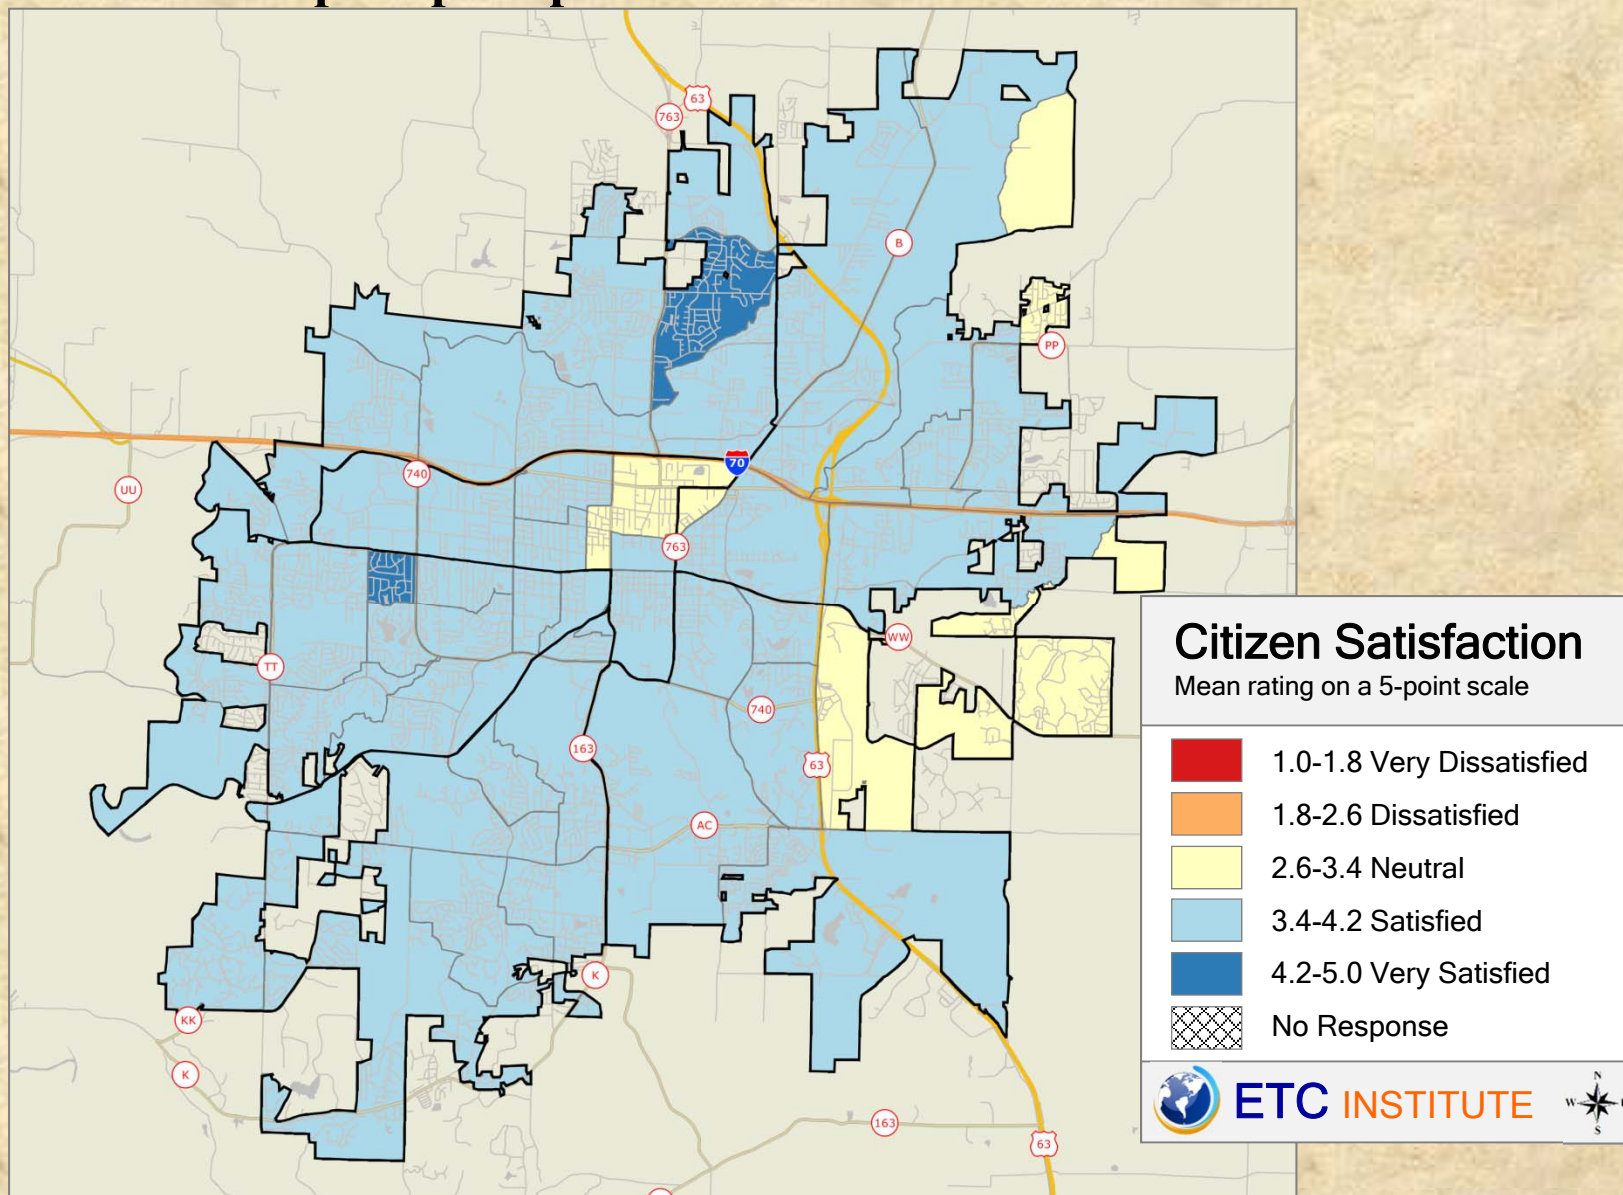 63
763
B
PP
70
740
UU
763
WW
TT
740
163
63
AC
K
KK
K
163
63
Citizen Satisfaction
Mean rating on a 5-point scale
1.0-1.8 Very Dissatisfied
1.8-2.6 Dissatisfied
2.6-3.4 Neutral
3.4-4.2 Satisfied
4.2-5.0 Very Satisfied
No Response
ETC INSTITUTE
N
W
S